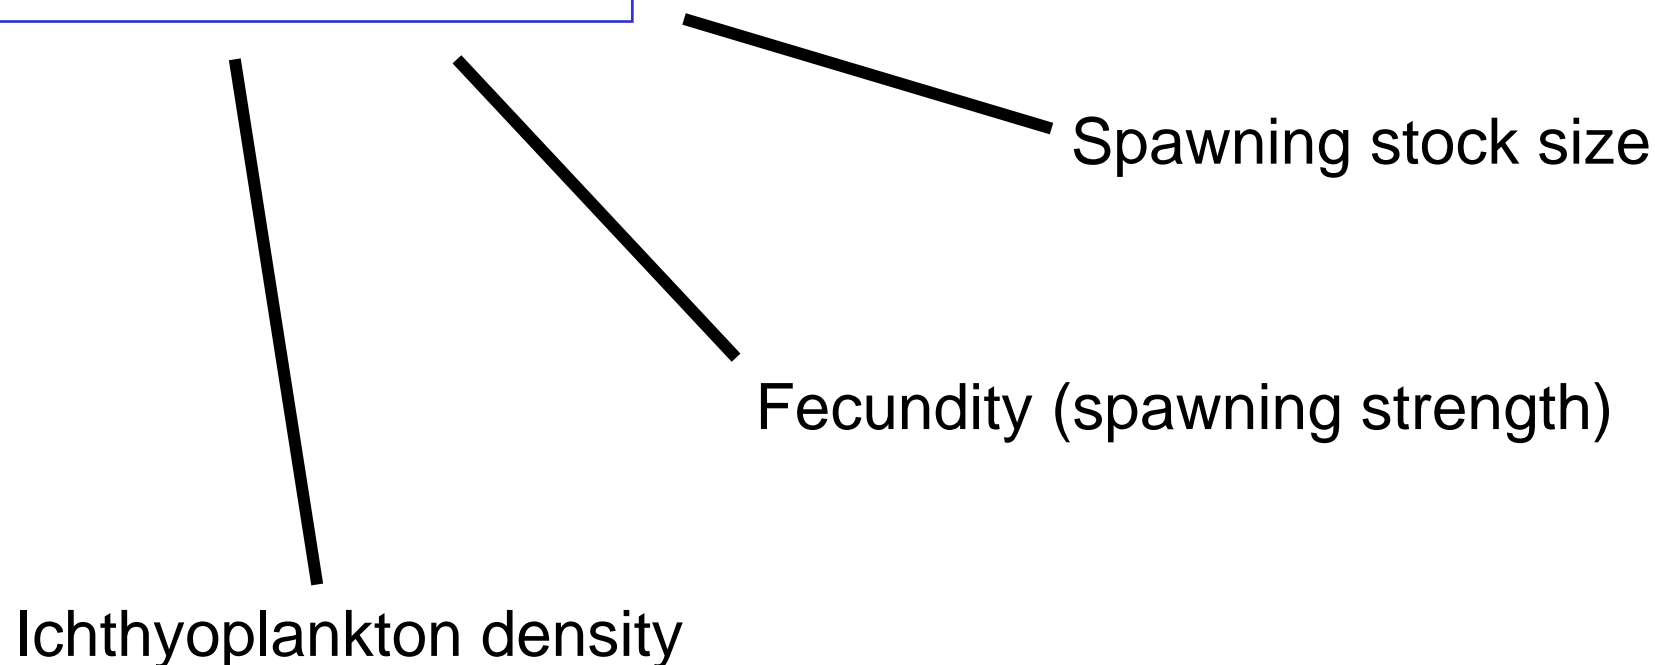 Spawning stock size
Fecundity (spawning strength)
Ichthyoplankton density